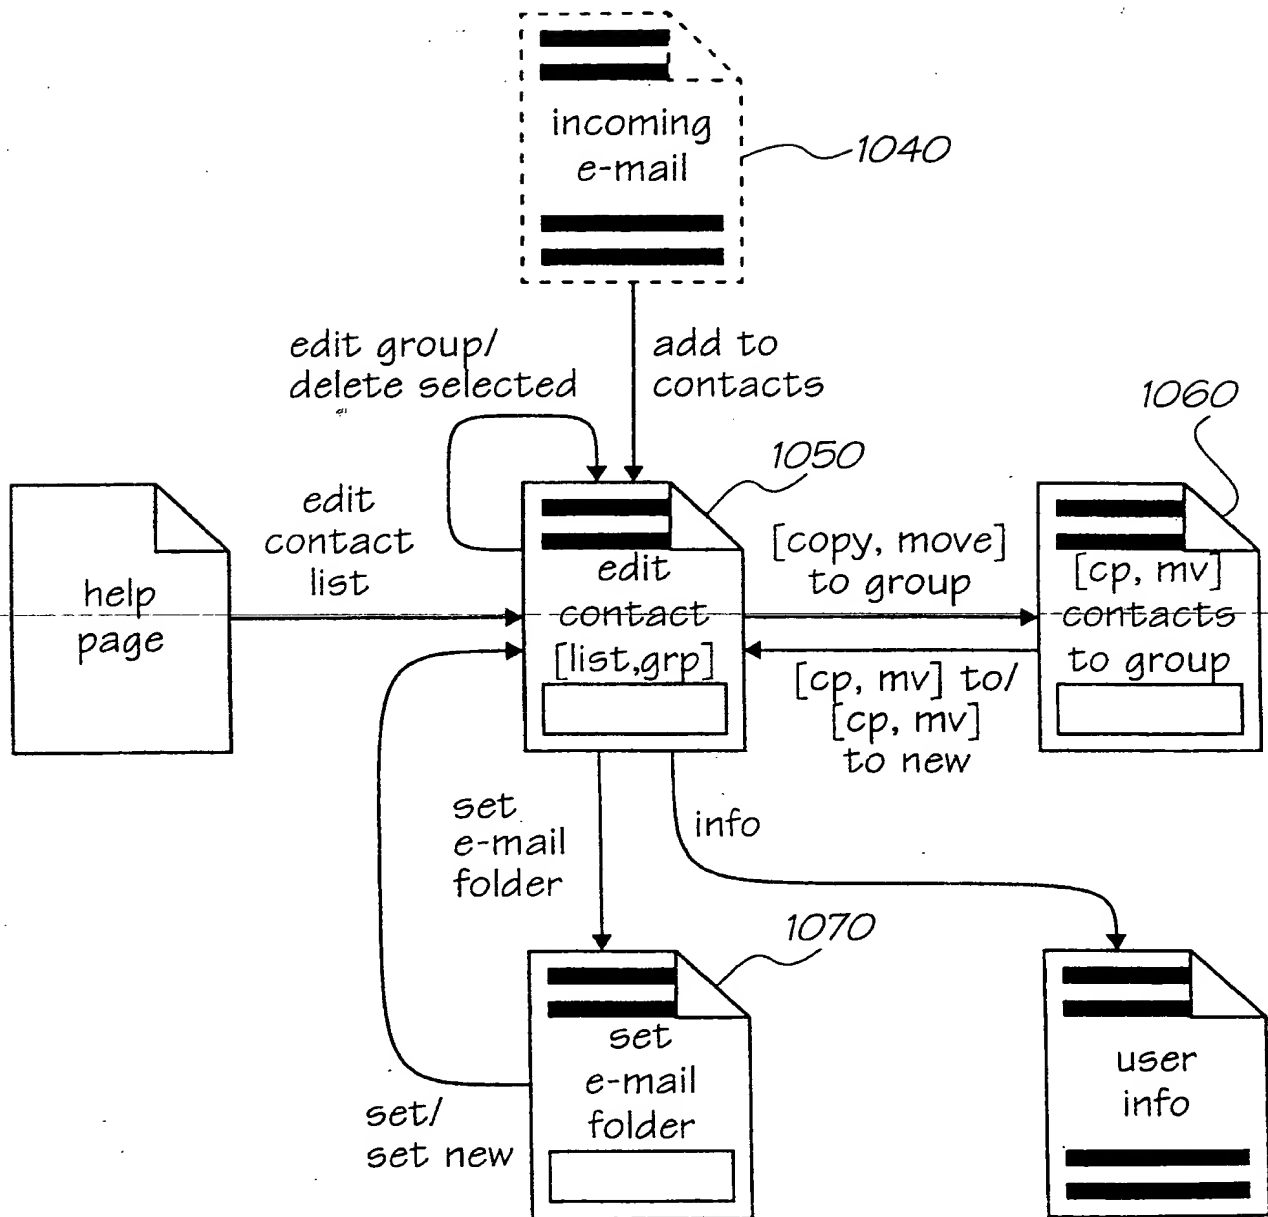 incoming
e-mail
1040
edit group/
delete selected
add to
contacts
1060
1050
edit
contact
list
help
page
edit
contact
[list,grp]
[copy, move]
to group
[cp, mv]
contacts
to group
[cp, mv] to/
[cp, mv]
to new
set
e-mail
folder
info
1070
set
e-mail
folder
user
info
set/
set new